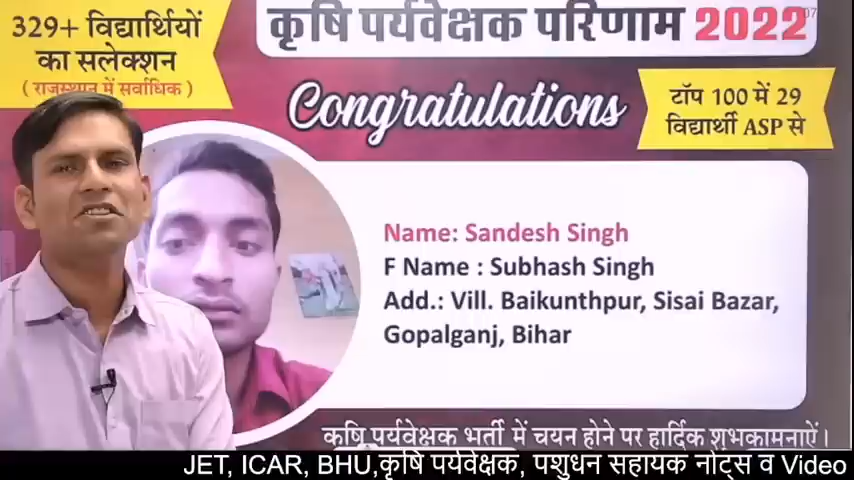 329+ विद्यार्थियों
का सलेक्शन
( राजस्थान में सर्वाधिक )
कृषि पर्यवेक्षक परिणाम 2022
07
Congratulations
टॉप 100 में 29
विद्यार्थी ASP से
Name: Sandesh Singh
F Name : Subhash Singh
Add.: Vill. Baikunthpur, Sisai Bazar,
Gopalganj, Bihar
कृषि पर्यवेक्षक भर्ती में चयन होने पर हार्दिक शुभकामनाऐं।
JET, ICAR, BHU,कृषि पर्यवेक्षक, पशुधन सहायक नोट्स व Video